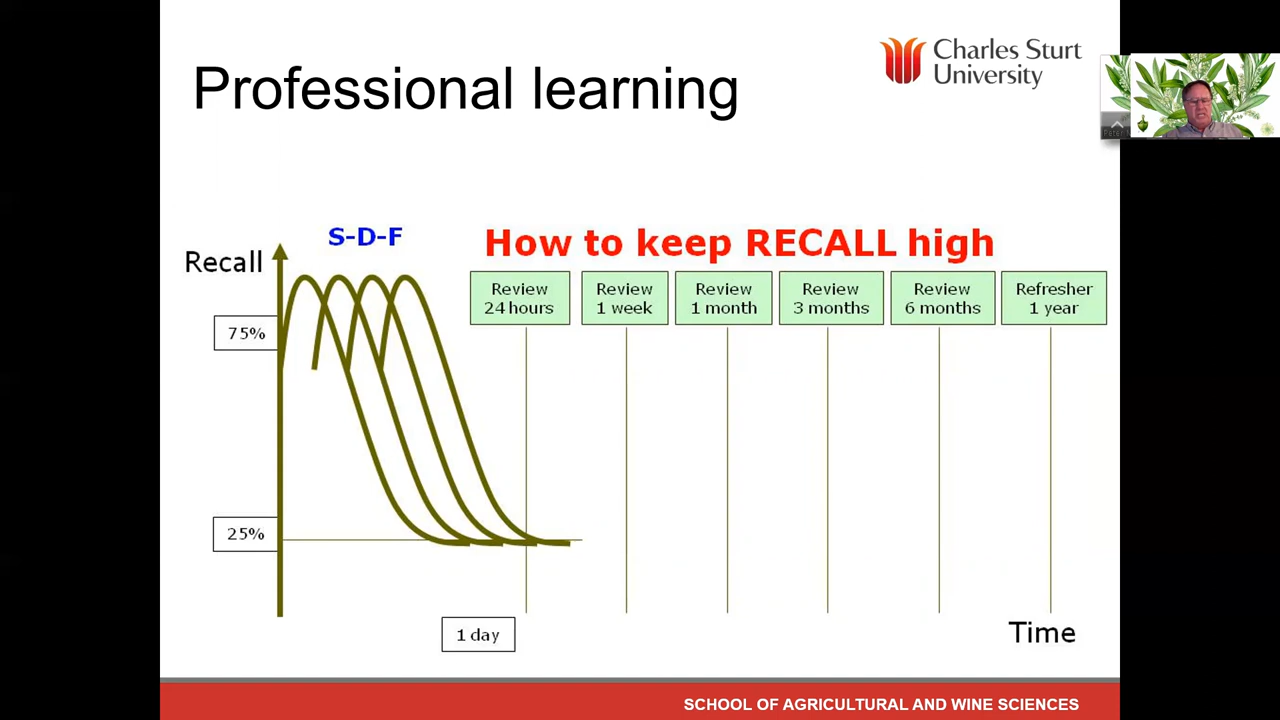 Professional learning
Charles Sturt
University
S-D-F
How to keep RECALL high
Recall
Review
24 hours
Review
1 week
Review
1 month
Review
3 months
Review
6 months
Refresher
1 year
75%
25%
1 day
Time
SCHOOL OF AGRICULTURAL AND WINE SCIENCES